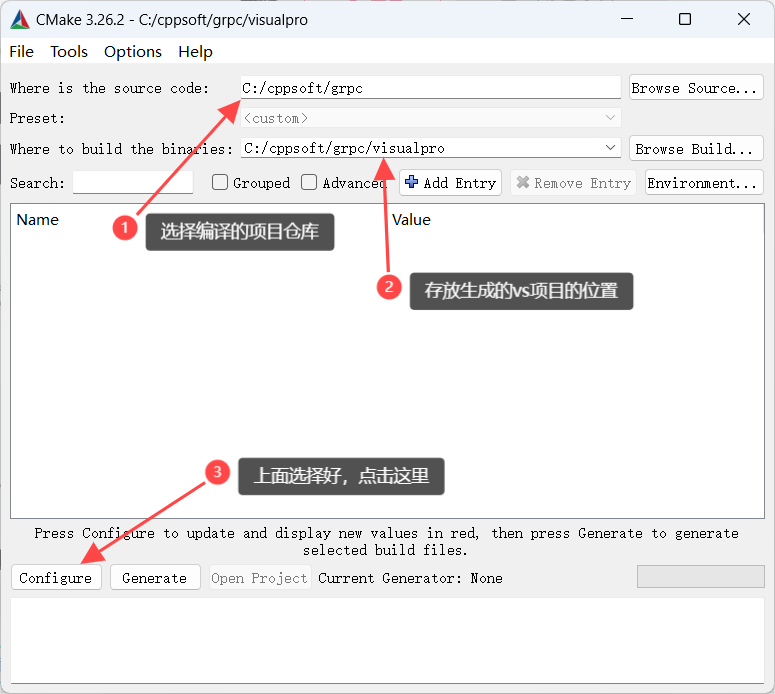 CMake 3.26.2 - C:/cppsoft/grpc/visualpro
File Tools Options Help
Where is the source code: C:/cppsoft/grpc Browse Source...
Preset: <custom>
Where to build the binaries: C:/cppsoft/grpc/visualpro Browse Build...
Search: Grouped Advanced Add Entry Remove Entry Environment...
Name Value
1 选择编译的项目仓库
2 存放生成的vs项目的位置
3 上面选择好，点击这里
Press Configure to update and display new values in red, then press Generate to generate
selected build files.
Configure Generate Open Project Current Generator: None